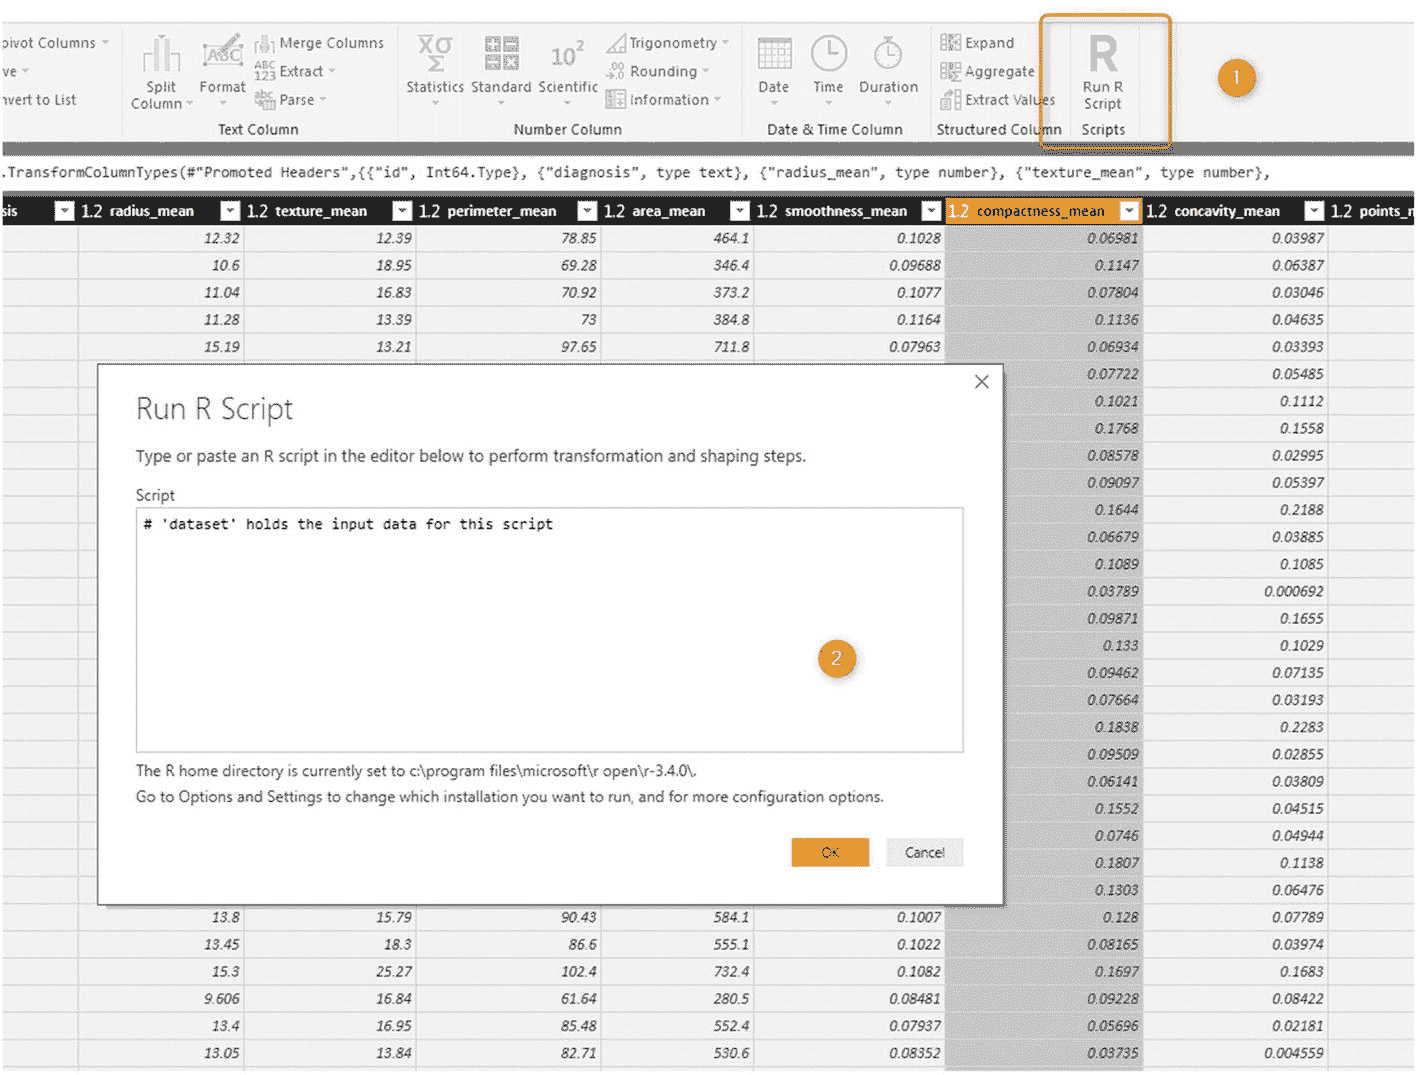 pivot Columns
ve
nvert to List
Split
Column
ABC
Format
Merge Columns
ABC
123
Extract
abc
Parse
Text Column
X̄σ
Σ
Statistics
Standard
10²
Scientific
Trigonometry
.00
Rounding
Information
Number Column
Date
Time
Duration
Date & Time Column
Expand
Aggregate
Extract Values
Structured Column
R
Run R
Script
Scripts
1
.TransformColumnTypes(#"Promoted Headers",{{"id", Int64.Type}, {"diagnosis", type text}, {"radius_mean", type number}, {"texture_mean", type number},
sis 1.2 radius_mean 1.2 texture_mean 1.2 perimeter_mean 1.2 area_mean 1.2 smoothness_mean 1.2 compactness_mean 1.2 concavity_mean 1.2 points_m
12.32 12.39 78.85 464.1 0.1028 0.06981 0.03987
10.6 18.95 69.28 346.4 0.09688 0.1147 0.06387
11.04 16.83 70.92 373.2 0.1077 0.07804 0.03046
11.28 13.39 73 384.8 0.1164 0.1136 0.04635
15.19 13.21 97.65 711.8 0.07963 0.06934 0.03393
0.07722 0.05485
0.1021 0.1112
0.1768 0.1558
0.08578 0.02995
0.09097 0.05397
0.1644 0.2188
0.06679 0.03885
0.1089 0.1085
0.03789 0.000692
0.09871 0.1655
0.133 0.1029
0.09462 0.07135
0.07664 0.03193
0.1838 0.2283
0.09509 0.02855
0.06141 0.03809
0.1552 0.04515
0.0746 0.04944
0.1807 0.1138
0.1303 0.06476
Run R Script
Type or paste an R script in the editor below to perform transformation and shaping steps.
Script
# 'dataset' holds the input data for this script
2
The R home directory is currently set to c:\program files\microsoft\r open\r-3.4.0\.
Go to Options and Settings to change which installation you want to run, and for more configuration options.
OK
Cancel
13.8 15.79 90.43 584.1 0.1007 0.128 0.07789
13.45 18.3 86.6 555.1 0.1022 0.08165 0.03974
15.3 25.27 102.4 732.4 0.1082 0.1697 0.1683
9.606 16.84 61.64 280.5 0.08481 0.09228 0.08422
13.4 16.95 85.48 552.4 0.07937 0.05696 0.02181
13.05 13.84 82.71 530.6 0.08352 0.03735 0.004559